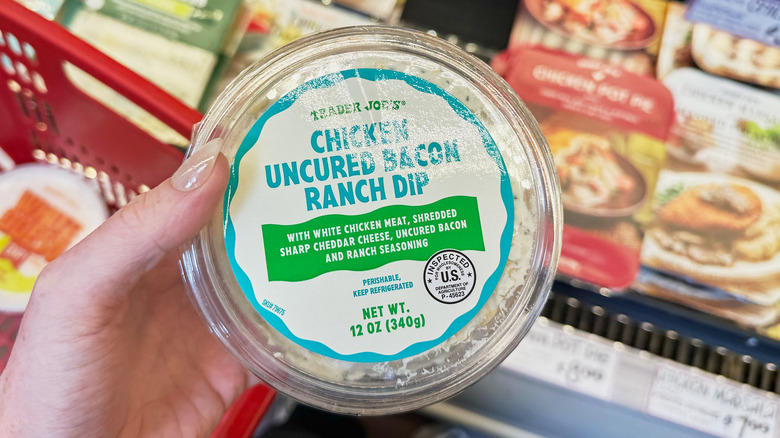 TRADER JOE'S®
CHICKEN
UNCURED BACON
RANCH DIP
WITH WHITE CHICKEN MEAT, SHREDDED
SHARP CHEDDAR CHEESE, UNCURED BACON
AND RANCH SEASONING
PERISHABLE,
KEEP REFRIGERATED
NET WT.
12 OZ (340g)
SKU# 79675
INSPECTED
FOR WHOLESOMENESS BY
U.S.
DEPARTMENT OF
AGRICULTURE
P-45623
CHICKEN POT PIE